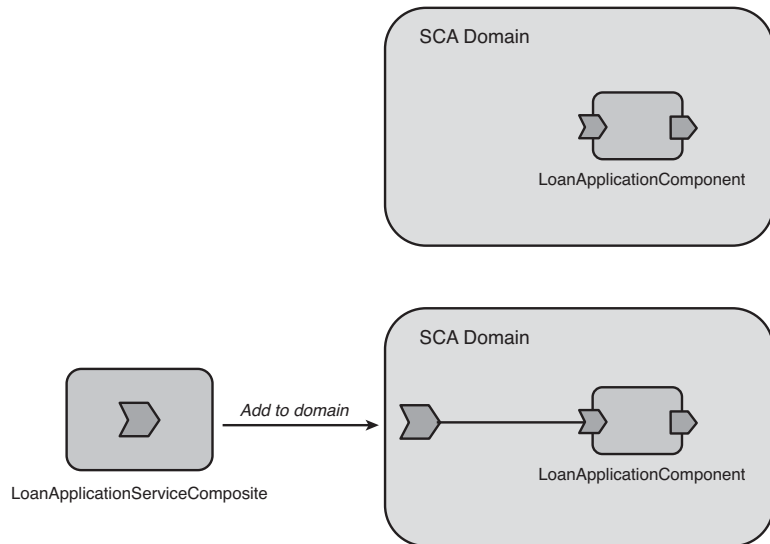 SCA Domain
LoanApplicationComponent
SCA Domain
Add to domain
LoanApplicationComponent
LoanApplicationServiceComposite